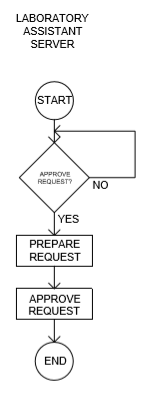 LABORATORY
ASSISTANT
SERVER
START
APPROVE
REQUEST?
NO
YES
PREPARE
REQUEST
APPROVE
REQUEST
END